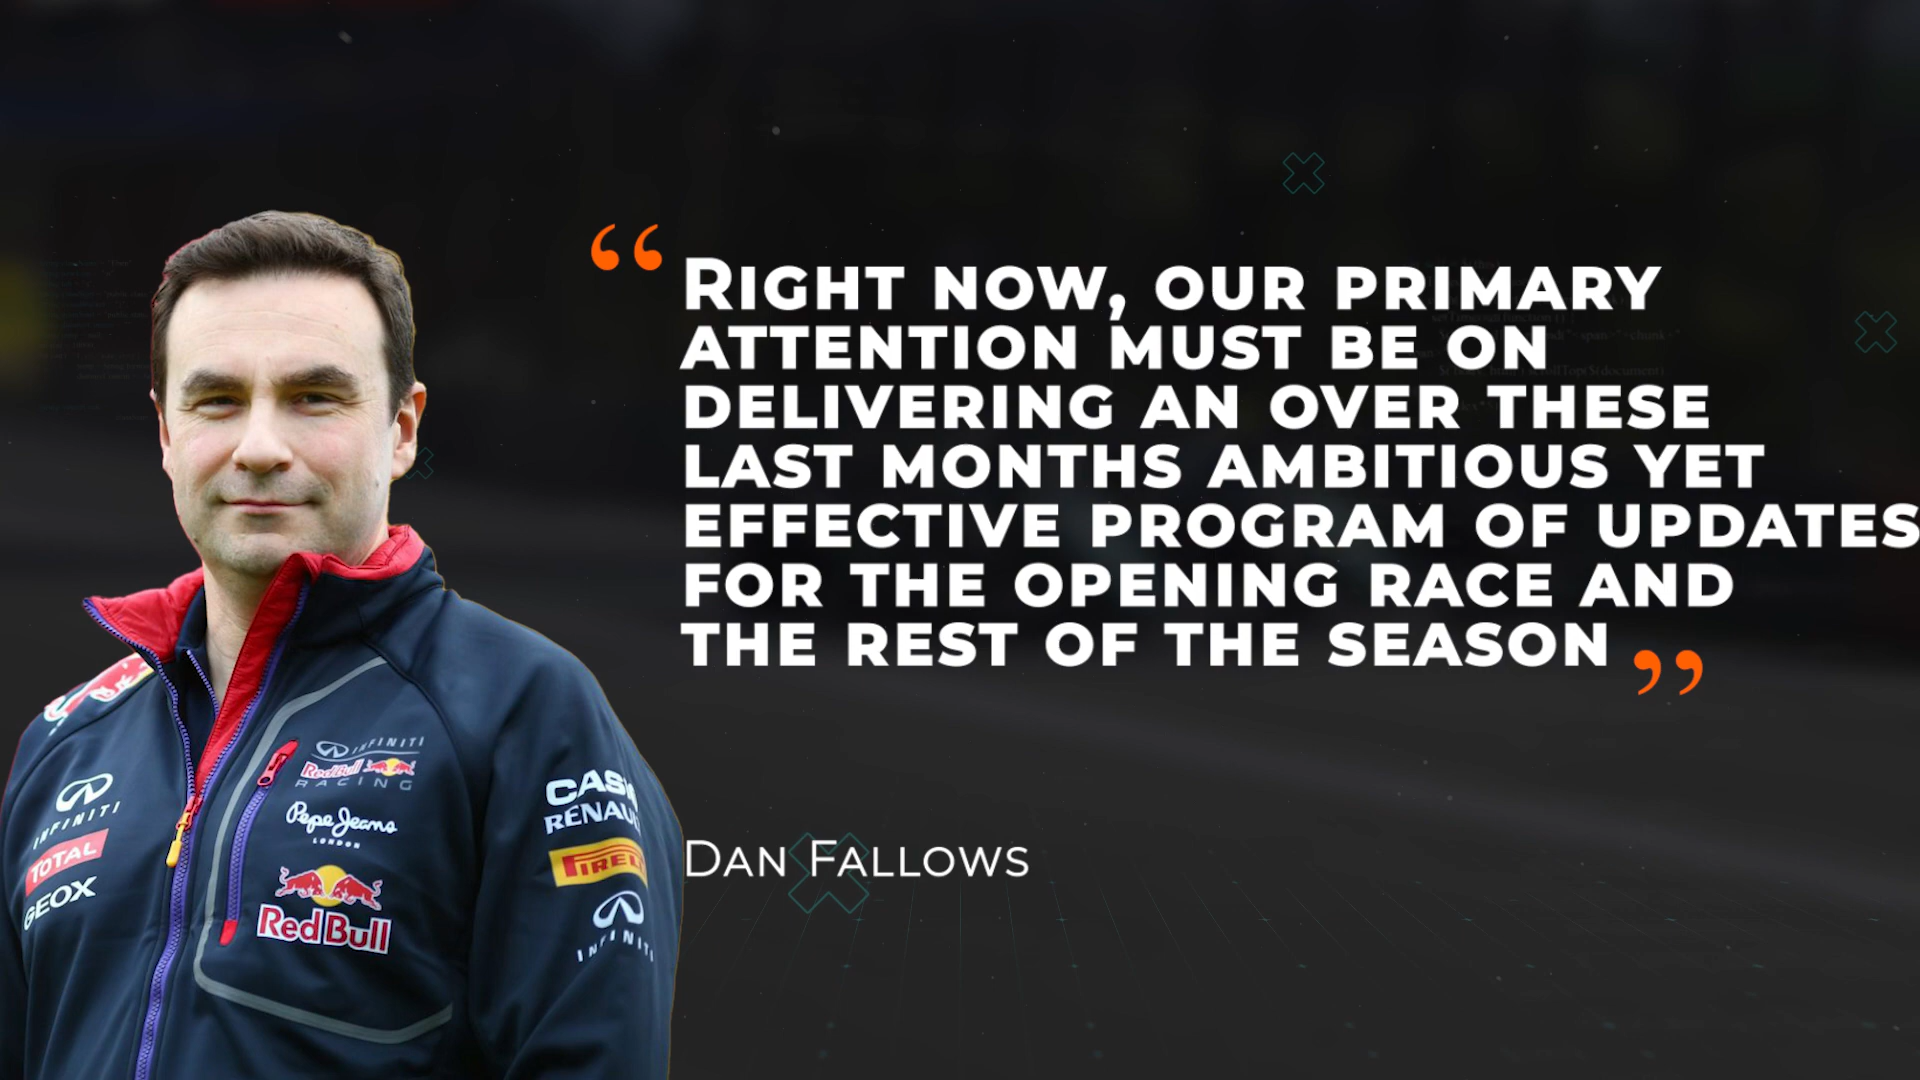 “ Right now, our primary
attention must be on
delivering an over these
last months ambitious yet
effective program of updates
for the opening race and
the rest of the season ”
Dan Fallows
INFINITI
Red Bull
RACING
Pepe Jeans
LONDON
Red Bull
INFINITI
TOTAL
GEOX
RENAU
PIREL
INFINITI